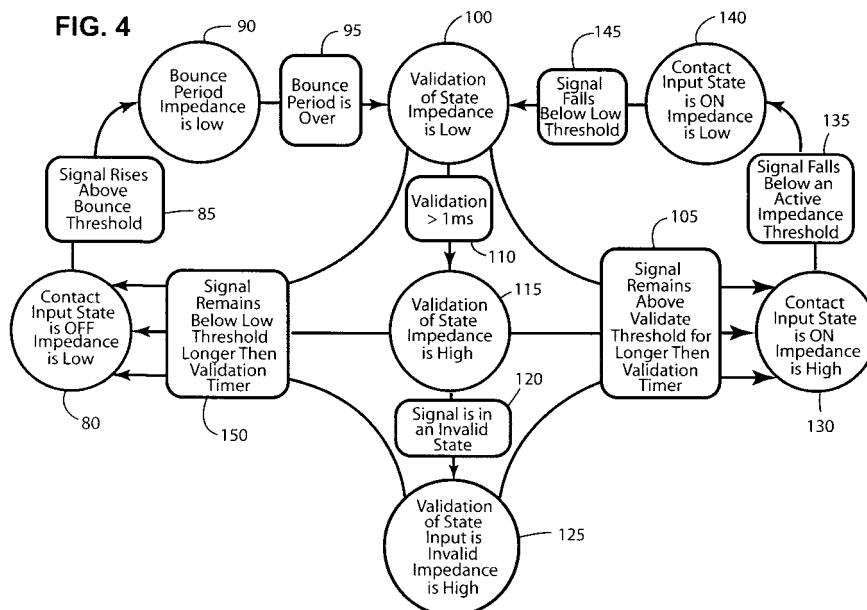 FIG. 4
90
Bounce
Period
Impedance
is low
95
Bounce
Period is
Over
100
Validation
of State
Impedance
is Low
145
Signal
Falls
Below Low
Threshold
140
Contact
Input State
is ON
Impedance
is Low
135
Signal Falls
Below an
Active
Impedance
Threshold
Signal Rises
Above
Bounce
Threshold
85
Validation
> 1ms
110
105
Signal
Remains
Above
Validate
Threshold for
Longer Then
Validation
Timer
Contact
Input State
is OFF
Impedance
is Low
80
Signal
Remains
Below Low
Threshold
Longer Then
Validation
Timer
150
115
Validation
of State
Impedance
is High
Contact
Input State
is ON
Impedance
is High
130
120
Signal is in
an Invalid
State
Validation
of State
Input is
Invalid
Impedance
is High
125